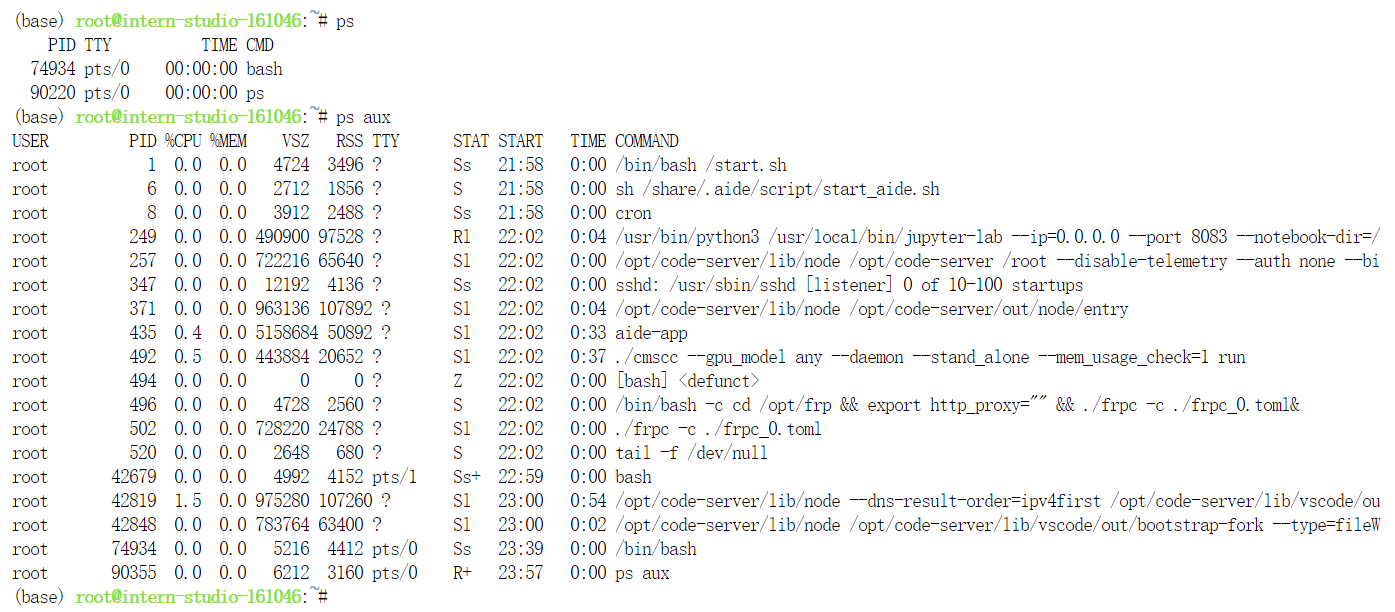 (base) root@intern-studio-161046:~# ps
PID TTY TIME CMD
74934 pts/0 00:00:00 bash
90220 pts/0 00:00:00 ps
(base) root@intern-studio-161046:~# ps aux
USER PID %CPU %MEM VSZ RSS TTY STAT START TIME COMMAND
root 1 0.0 0.0 4724 3496 ? Ss 21:58 0:00 /bin/bash /start.sh
root 6 0.0 0.0 2712 1856 ? S 21:58 0:00 sh /share/.aide/script/start_aide.sh
root 8 0.0 0.0 3912 2488 ? Ss 21:58 0:00 cron
root 249 0.0 0.0 490900 97528 ? Rl 22:02 0:04 /usr/bin/python3 /usr/local/bin/jupyter-lab --ip=0.0.0.0 --port 8083 --notebook-dir=/
root 257 0.0 0.0 722216 65640 ? Sl 22:02 0:00 /opt/code-server/lib/node /opt/code-server /root --disable-telemetry --auth none --bi
root 347 0.0 0.0 12192 4136 ? Ss 22:02 0:00 sshd: /usr/sbin/sshd [listener] 0 of 10-100 startups
root 371 0.0 0.0 963136 107892 ? Sl 22:02 0:04 /opt/code-server/lib/node /opt/code-server/out/node/entry
root 435 0.4 0.0 5158684 50892 ? Sl 22:02 0:33 aide-app
root 492 0.5 0.0 443884 20652 ? Sl 22:02 0:37 ./cmscc --gpu_model any --daemon --stand_alone --mem_usage_check=1 run
root 494 0.0 0.0 0 0 ? Z 22:02 0:00 [bash] <defunct>
root 496 0.0 0.0 4728 2560 ? S 22:02 0:00 /bin/bash -c cd /opt/frp && export http_proxy="" && ./frpc -c ./frpc_0.toml&
root 502 0.0 0.0 728220 24788 ? Sl 22:02 0:00 ./frpc -c ./frpc_0.toml
root 520 0.0 0.0 2648 680 ? S 22:02 0:00 tail -f /dev/null
root 42679 0.0 0.0 4992 4152 pts/1 Ss+ 22:59 0:00 bash
root 42819 1.5 0.0 975280 107260 ? Sl 23:00 0:54 /opt/code-server/lib/node --dns-result-order=ipv4first /opt/code-server/lib/vscode/ou
root 42848 0.0 0.0 783764 63400 ? Sl 23:00 0:02 /opt/code-server/lib/node /opt/code-server/lib/vscode/out/bootstrap-fork --type=fileW
root 74934 0.0 0.0 5216 4412 pts/0 Ss 23:39 0:00 /bin/bash
root 90355 0.0 0.0 6212 3160 pts/0 R+ 23:57 0:00 ps aux
(base) root@intern-studio-161046:~#